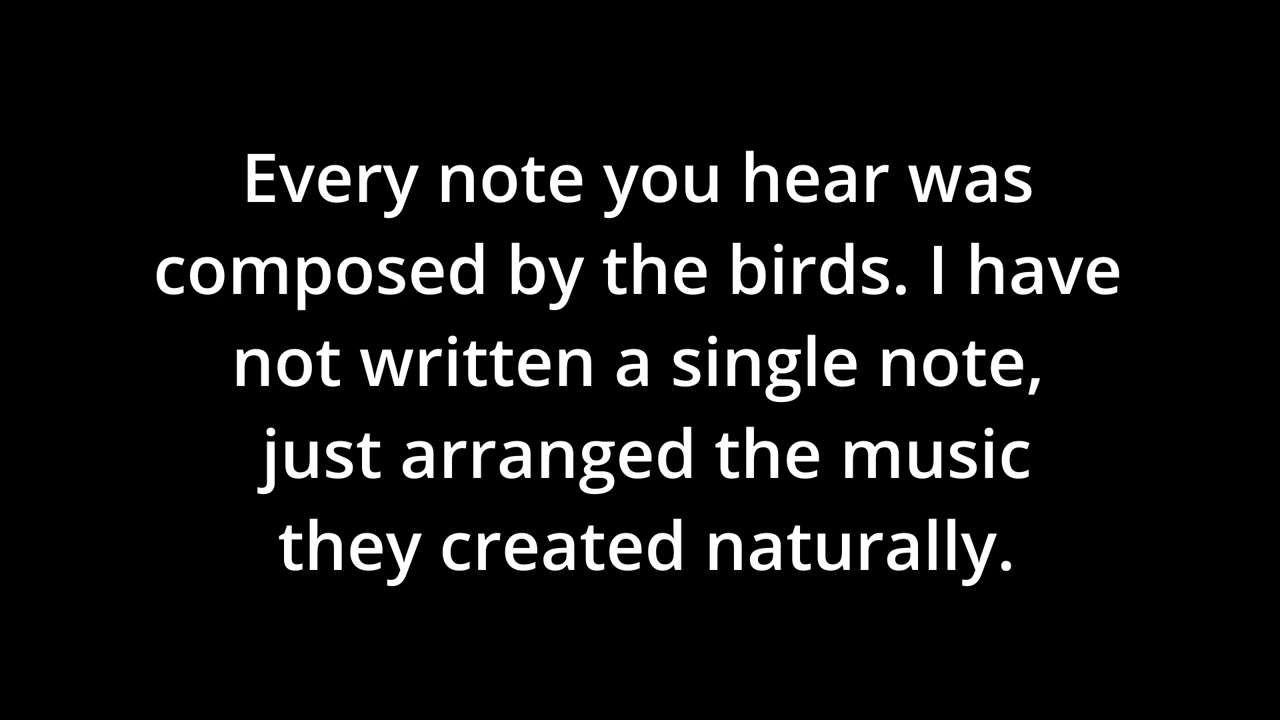 Every note you hear was
composed by the birds. I have
not written a single note,
just arranged the music
they created naturally.